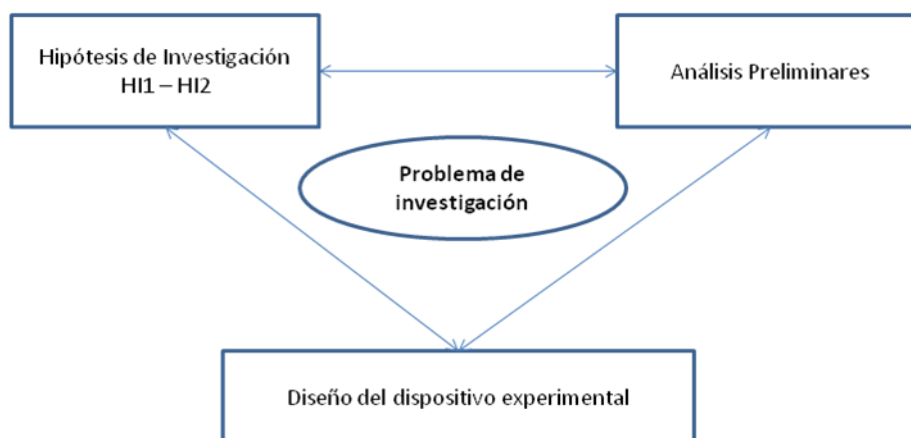 Hipótesis de Investigación
HI1 – HI2
Análisis Preliminares
Problema de
investigación
Diseño del dispositivo experimental